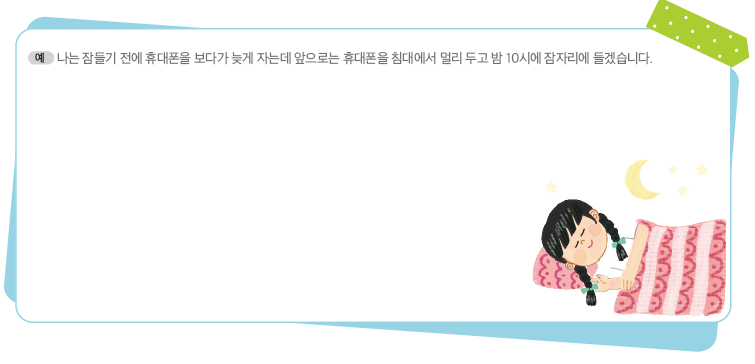 예 나는 잠들기 전에 휴대폰을 보다가 늦게 자는데 앞으로는 휴대폰을 침대에서 멀리 두고 밤 10시에 잠자리에 들겠습니다.